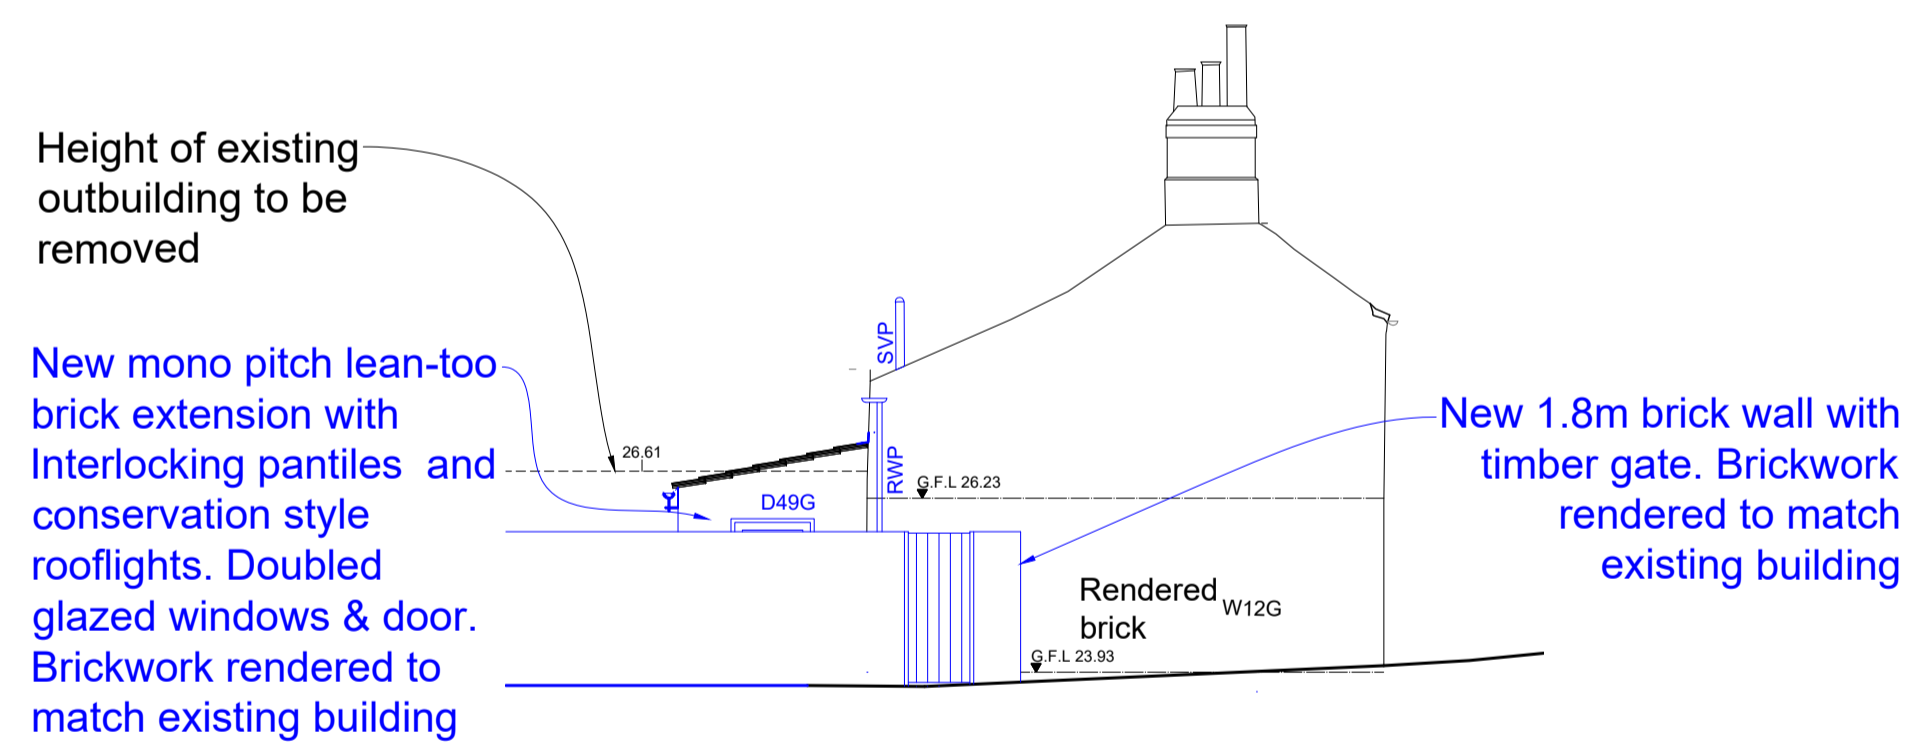 Height of existing
outbuilding to be
removed
New mono pitch lean-too
brick extension with
Interlocking pantiles and
conservation style
rooflights. Doubled
glazed windows & door.
Brickwork rendered to
match existing building
26.61
SVP
RWP
D49G
G.F.L 26.23
New 1.8m brick wall with
timber gate. Brickwork
rendered to match
existing building
Rendered
brick
W12G
G.F.L 23.93